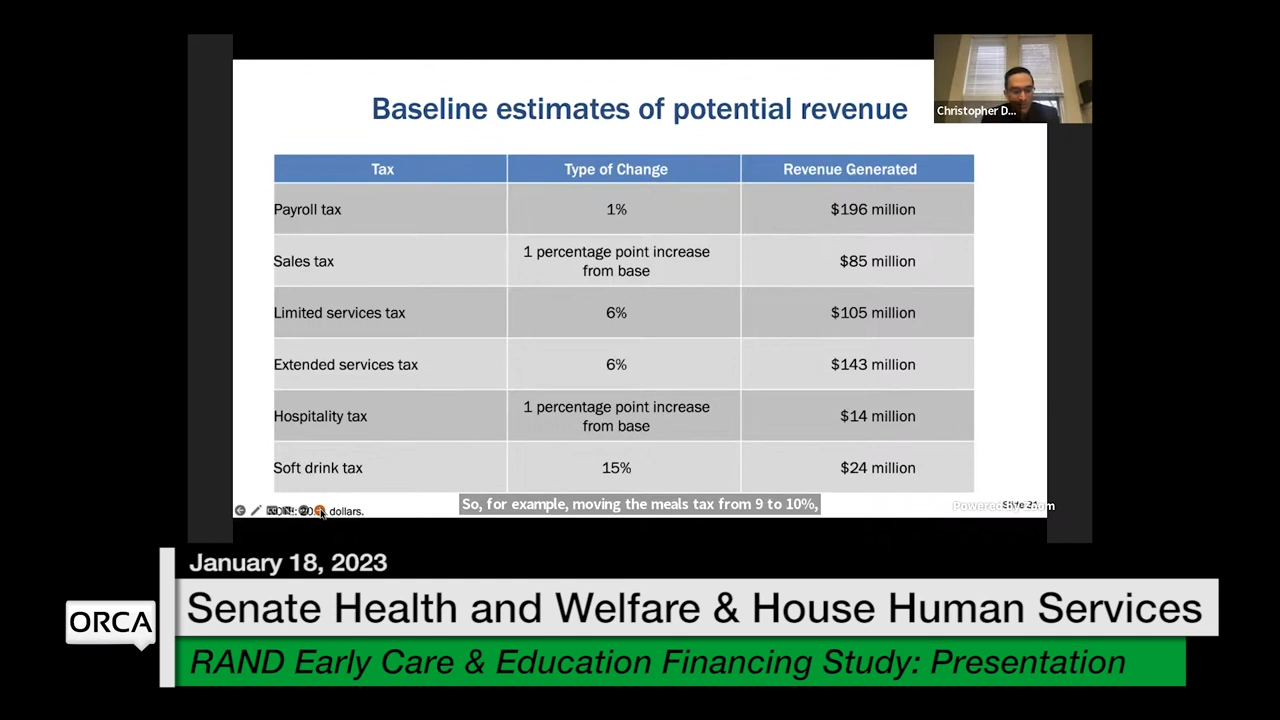 Baseline estimates of potential revenue
Christopher D...
Tax Type of Change Revenue Generated
Payroll tax 1% $196 million
Sales tax 1 percentage point increase from base $85 million
Limited services tax 6% $105 million
Extended services tax 6% $143 million
Hospitality tax 1 percentage point increase from base $14 million
Soft drink tax 15% $24 million
dollars.
So, for example, moving the meals tax from 9 to 10%,
Powered by Zoom
January 18, 2023
Senate Health and Welfare & House Human Services
ORCA
RAND Early Care & Education Financing Study: Presentation